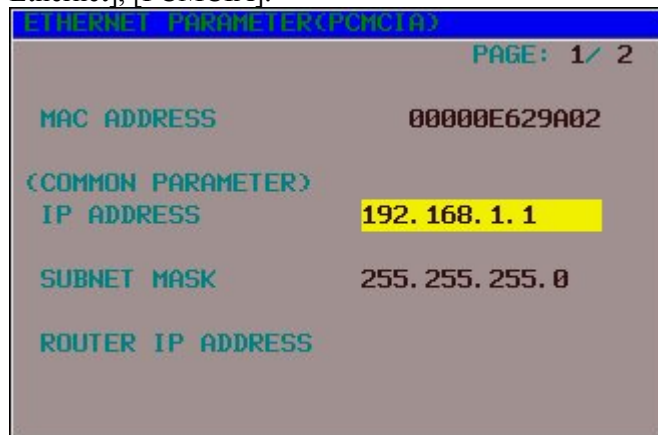 Ethernet], [PCMCIA].
ETHERNET PARAMETER(PCMCIA)
PAGE: 1/ 2
MAC ADDRESS 00000E629A02
(COMMON PARAMETER)
IP ADDRESS 192.168.1.1
SUBNET MASK 255.255.255.0
ROUTER IP ADDRESS